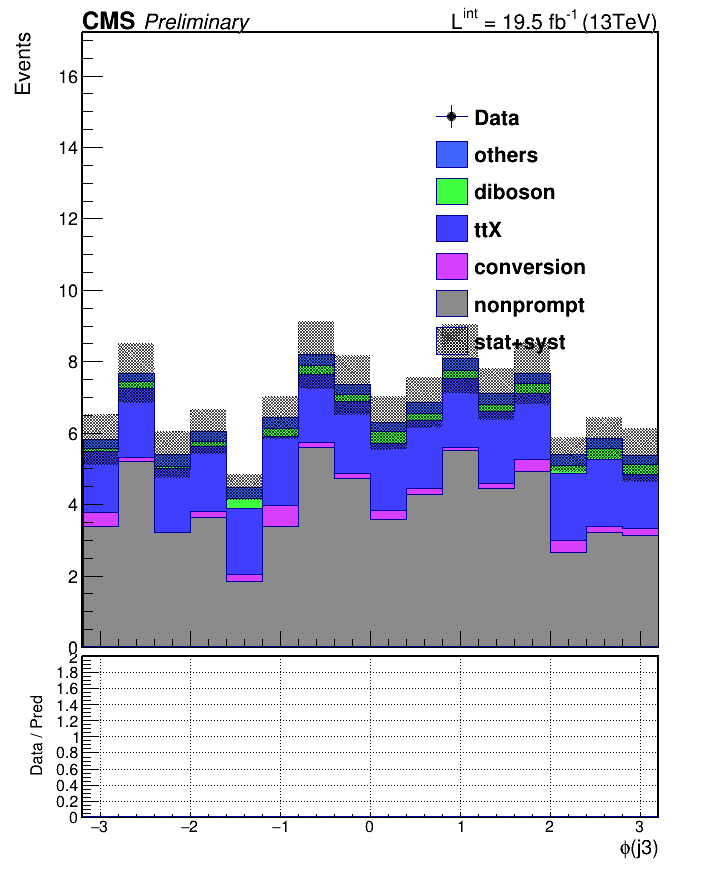 CMS Preliminary L^int = 19.5 fb^-1 (13TeV)
Events
16
14
12
10
8
6
4
2
0
Data
others
diboson
ttX
conversion
nonprompt
stat+syst
Data / Pred
2
1.8
1.6
1.4
1.2
1
0.8
0.6
0.4
0.2
0
−3 −2 −1 0 1 2 3
ϕ(j3)